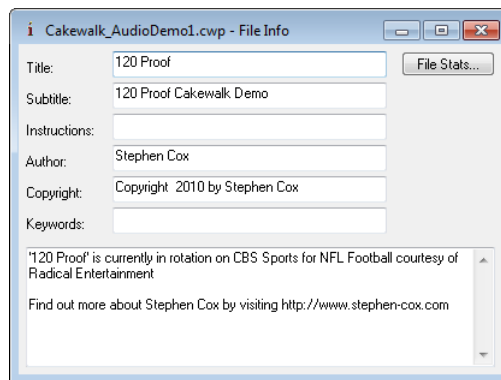 i Cakewalk_AudioDemo1.cwp - File Info
Title: 120 Proof File Stats...
Subtitle: 120 Proof Cakewalk Demo
Instructions:
Author: Stephen Cox
Copyright: Copyright 2010 by Stephen Cox
Keywords:
'120 Proof' is currently in rotation on CBS Sports for NFL Football courtesy of
Radical Entertainment
Find out more about Stephen Cox by visiting http://www.stephen-cox.com